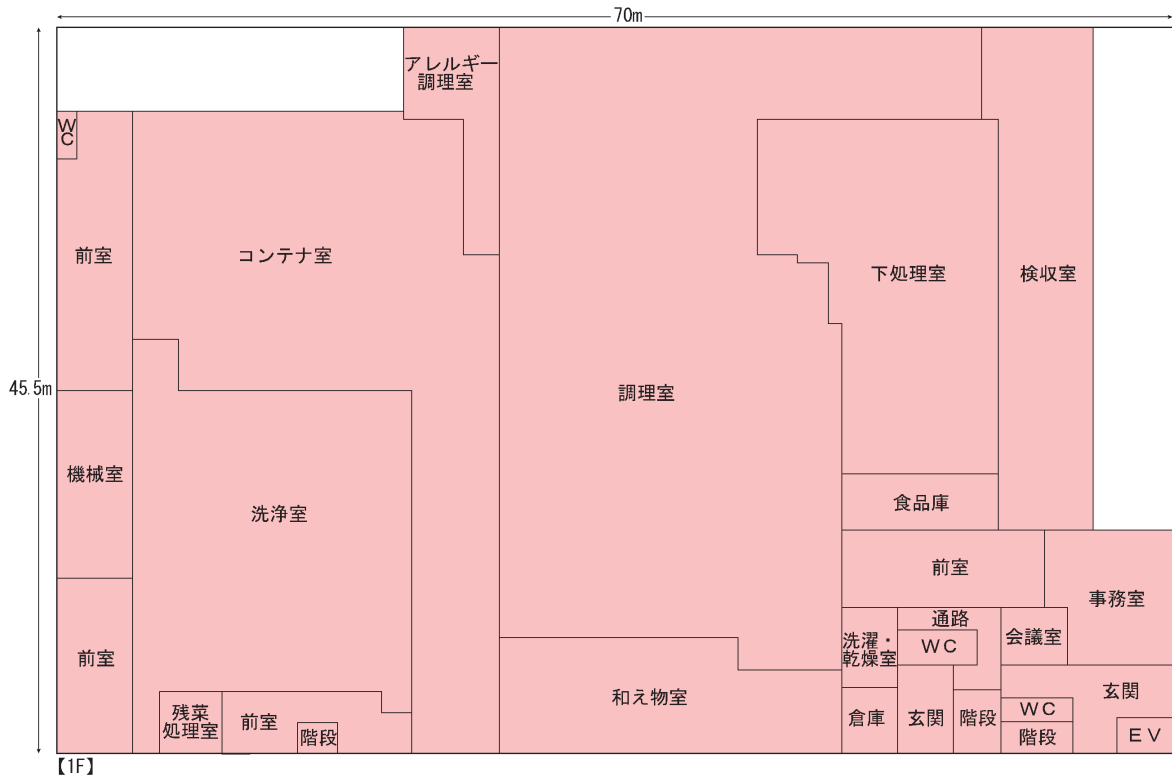 70m
45.5m
アレルギー
調理室
WC
前室
コンテナ室
下処理室
検収室
調理室
機械室
食品庫
洗浄室
前室
事務室
前室
洗濯・
乾燥室
通路
WC
会議室
和え物室
残菜
処理室
前室
階段
倉庫
玄関
階段
玄関
WC
階段
EV
【1F】